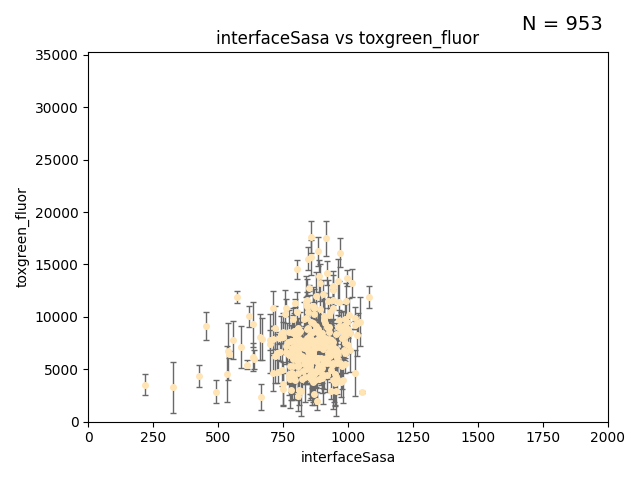 N = 953
interfaceSasa vs toxgreen_fluor
35000
30000
25000
20000
15000
10000
5000
0
toxgreen_fluor
0 250 500 750 1000 1250 1500 1750 2000
interfaceSasa